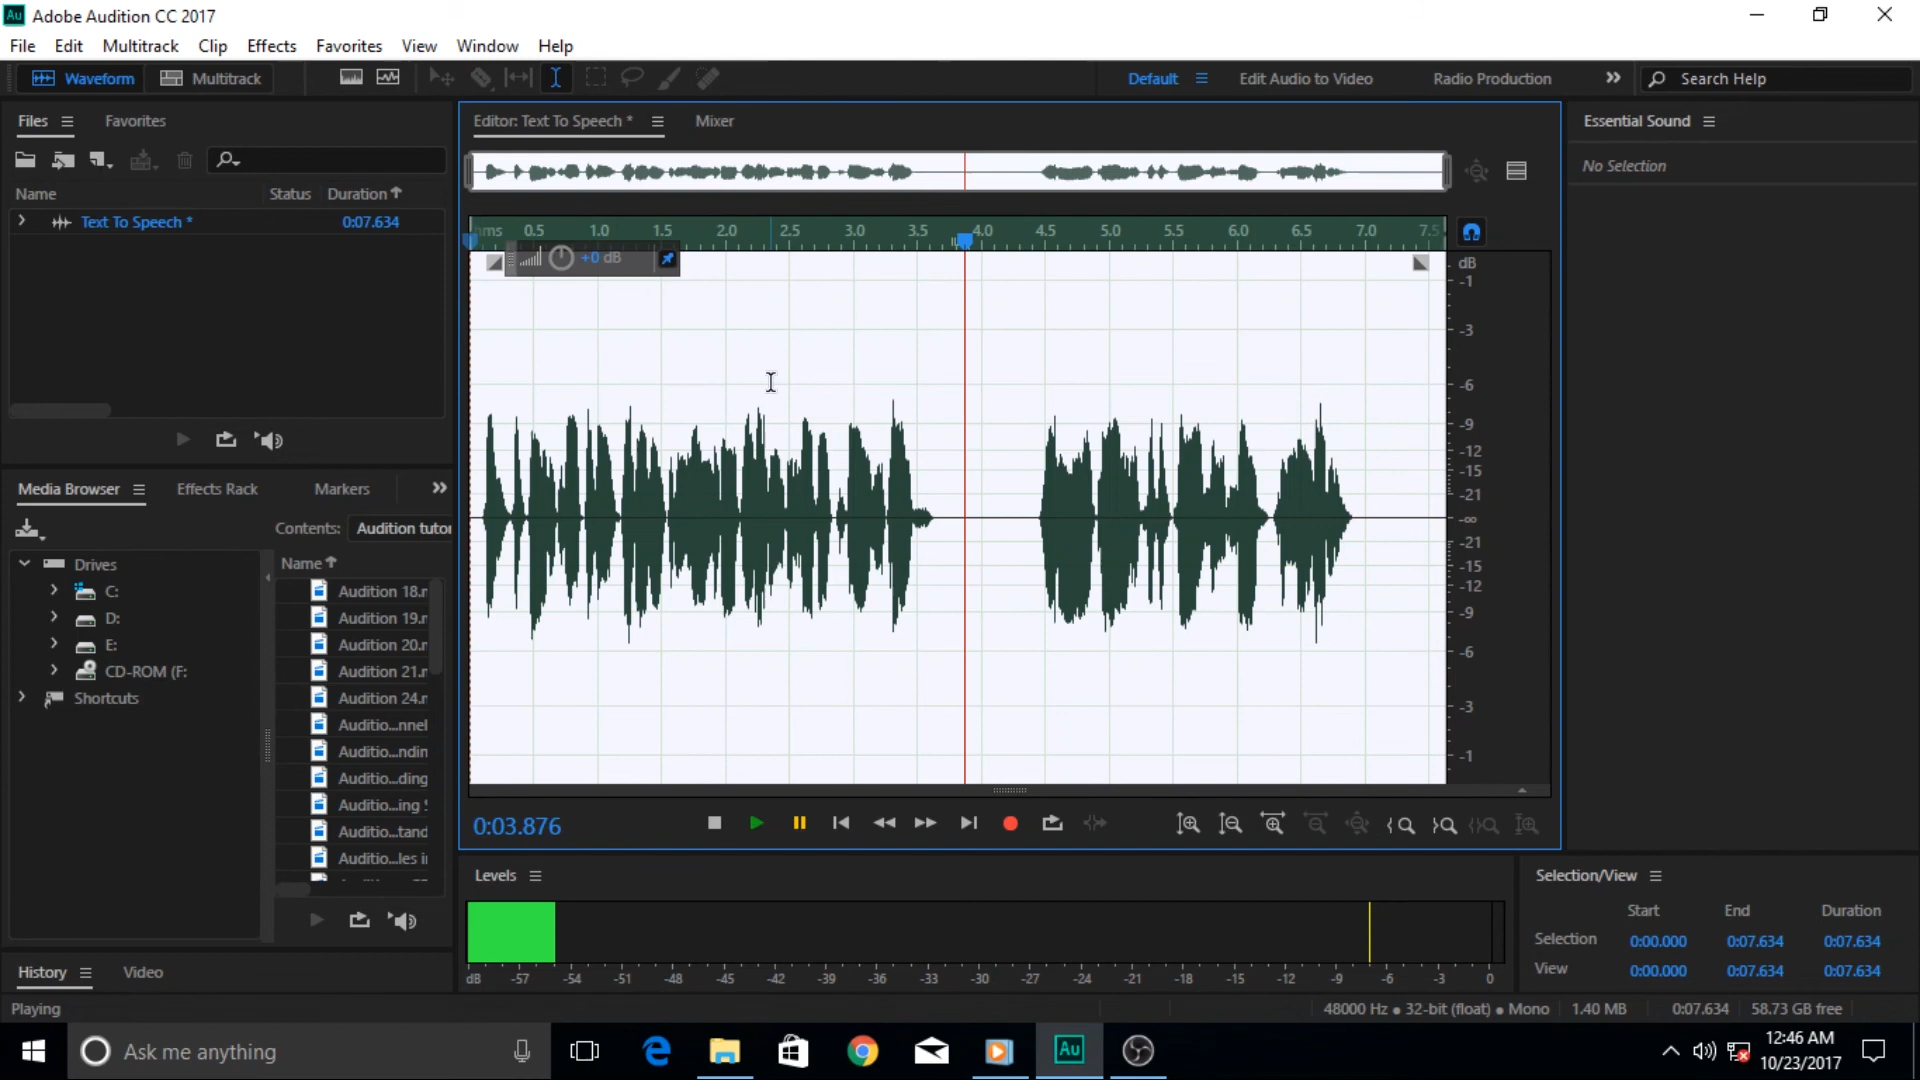 Au Adobe Audition CC 2017
File Edit Multitrack Clip Effects Favorites View Window Help
Waveform Multitrack Default Edit Audio to Video Radio Production Search Help
Files Favorites
Name Status Duration
Text To Speech * 0:07.634
Media Browser Effects Rack Markers
Contents: Audition tutor
Drives
C:
D:
E:
CD-ROM (F:
Shortcuts
Name
Audition 18.
Audition 19.
Audition 20.
Audition 21.
Audition 24.
Auditio...nnel
Auditio...ndin
Auditio...ding
Auditio...ing
Auditio...tand
Auditio...les i
History Video
Playing
Editor: Text To Speech * Mixer
hms 0.5 1.0 1.5 2.0 2.5 3.0 3.5 4.0 4.5 5.0 5.5 6.0 6.5 7.0 7.5
+0 dB
dB
-1
-3
-6
-9
-12
-15
-21
-∞
-21
-15
-12
-9
-6
-3
-1
0:03.876
Levels
dB -57 -54 -51 -48 -45 -42 -39 -36 -33 -30 -27 -24 -21 -18 -15 -12 -9 -6 -3 0
Essential Sound
No Selection
Selection/View
Start End Duration
Selection 0:00.000 0:07.634 0:07.634
View 0:00.000 0:07.634 0:07.634
48000 Hz ● 32-bit (float) ● Mono 1.40 MB 0:07.634 58.73 GB free
Ask me anything
Au
12:46 AM
10/23/2017